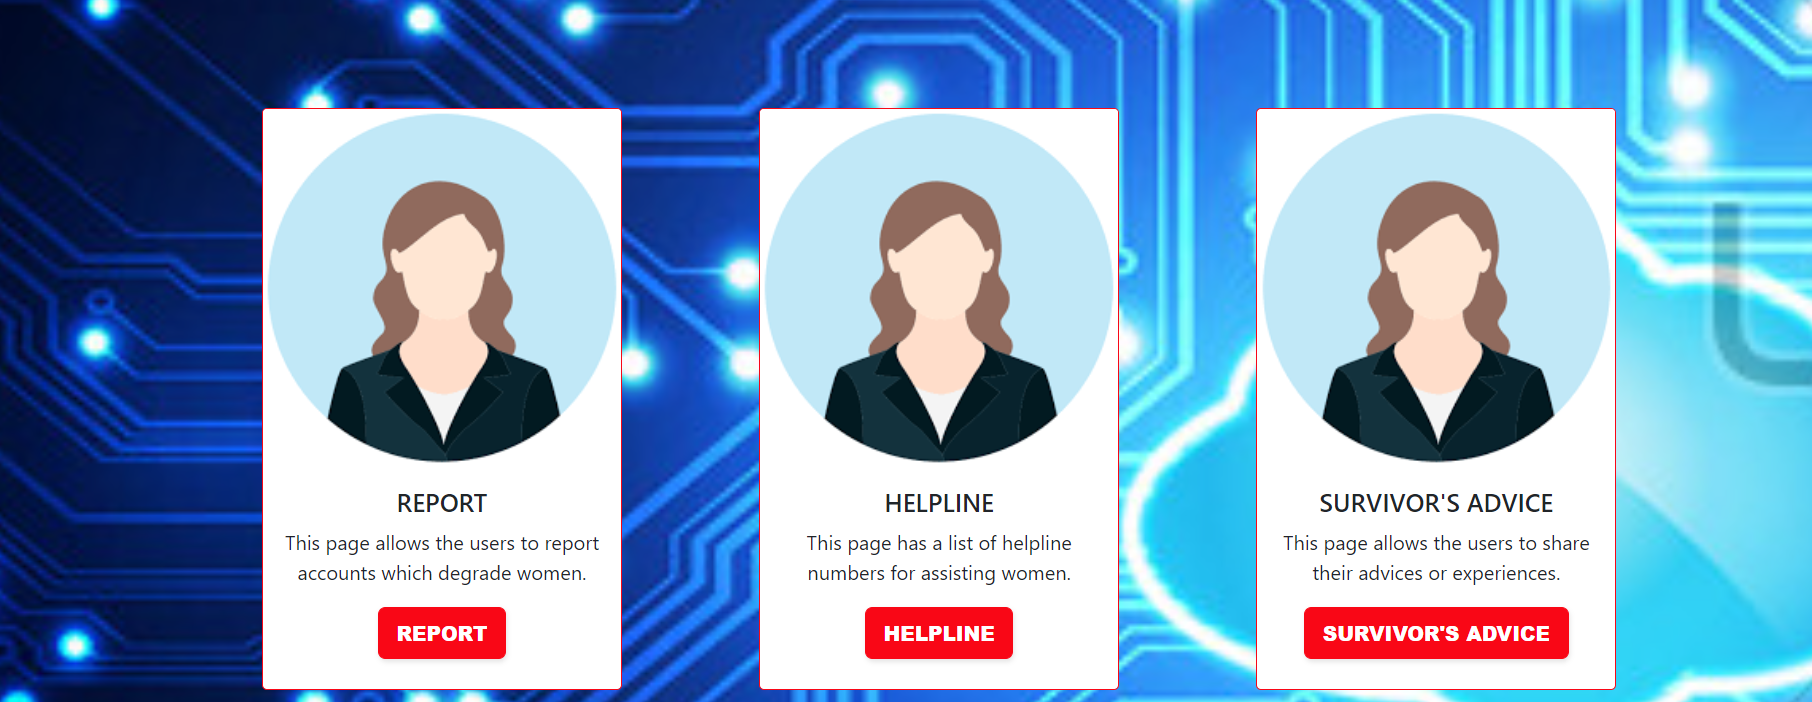 REPORT
This page allows the users to report
accounts which degrade women.
REPORT
HELPLINE
This page has a list of helpline
numbers for assisting women.
HELPLINE
SURVIVOR'S ADVICE
This page allows the users to share
their advices or experiences.
SURVIVOR'S ADVICE